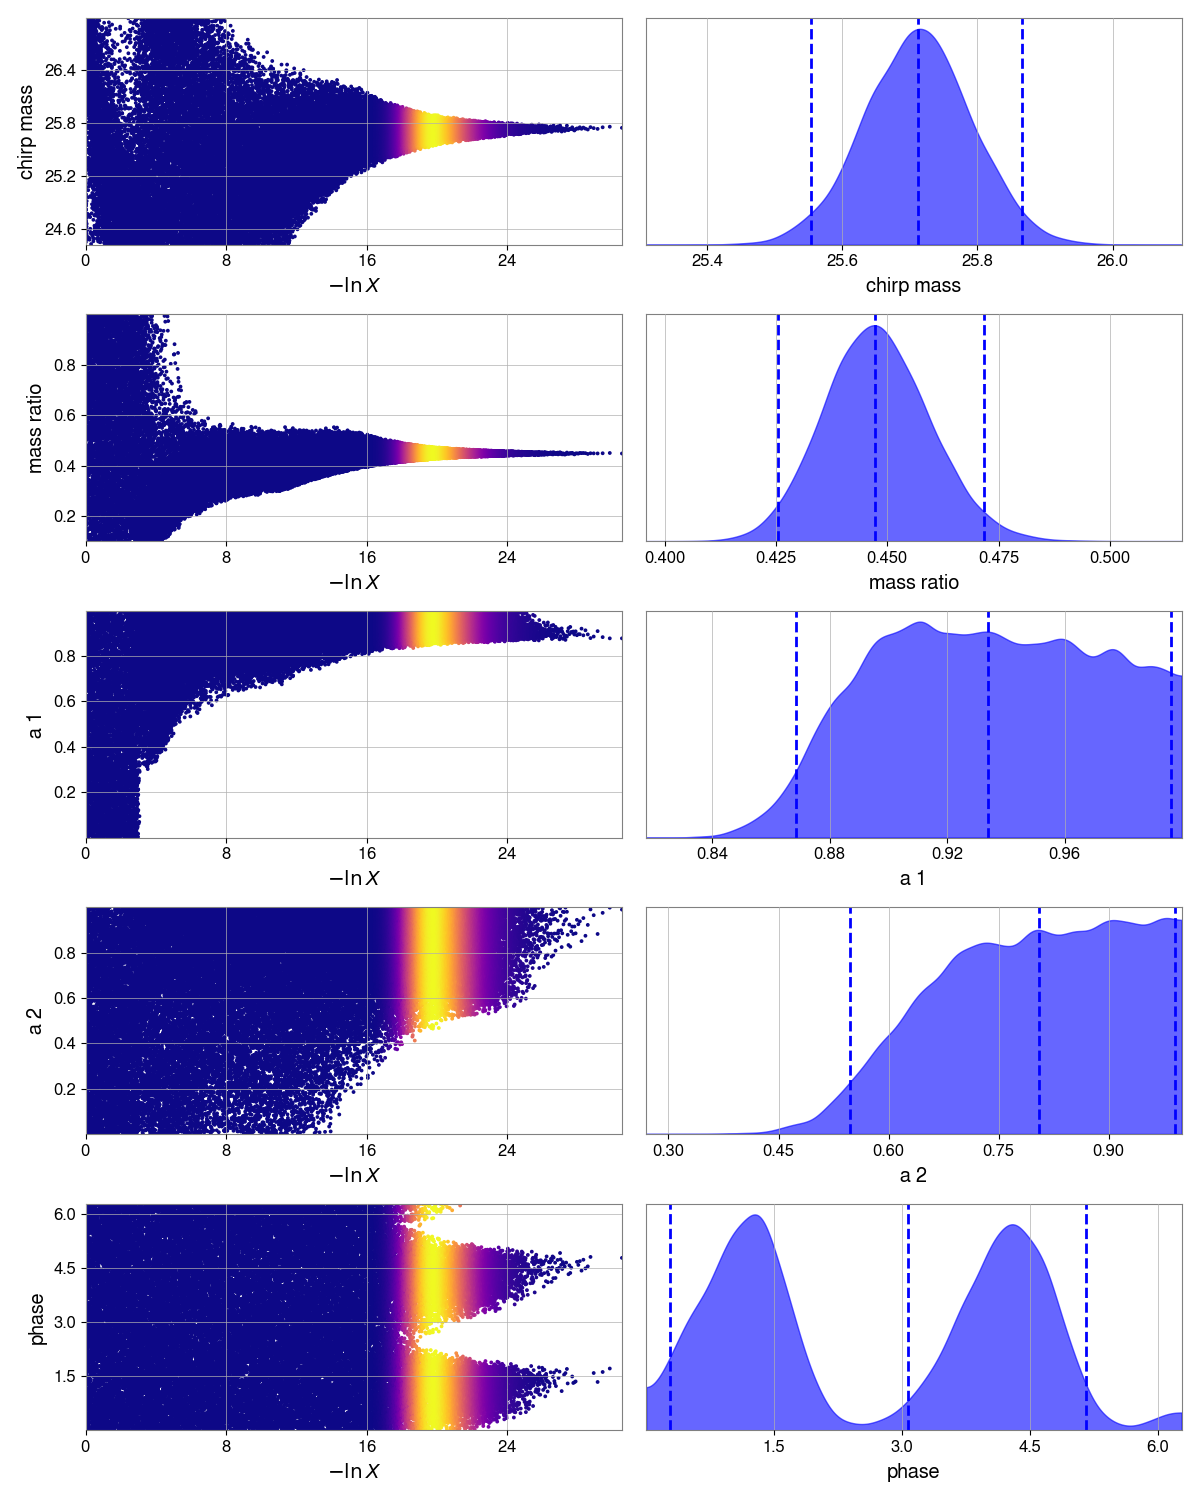 26.4
25.8
25.2
24.6
chirp mass
0 8 16 24
−ln X
25.4 25.6 25.8 26.0
chirp mass
0.8
0.6
0.4
0.2
mass ratio
0 8 16 24
−ln X
0.400 0.425 0.450 0.475 0.500
mass ratio
0.8
0.6
0.4
0.2
a 1
0 8 16 24
−ln X
0.84 0.88 0.92 0.96
a 1
0.8
0.6
0.4
0.2
a 2
0 8 16 24
−ln X
0.30 0.45 0.60 0.75 0.90
a 2
6.0
4.5
3.0
1.5
phase
0 8 16 24
−ln X
1.5 3.0 4.5 6.0
phase